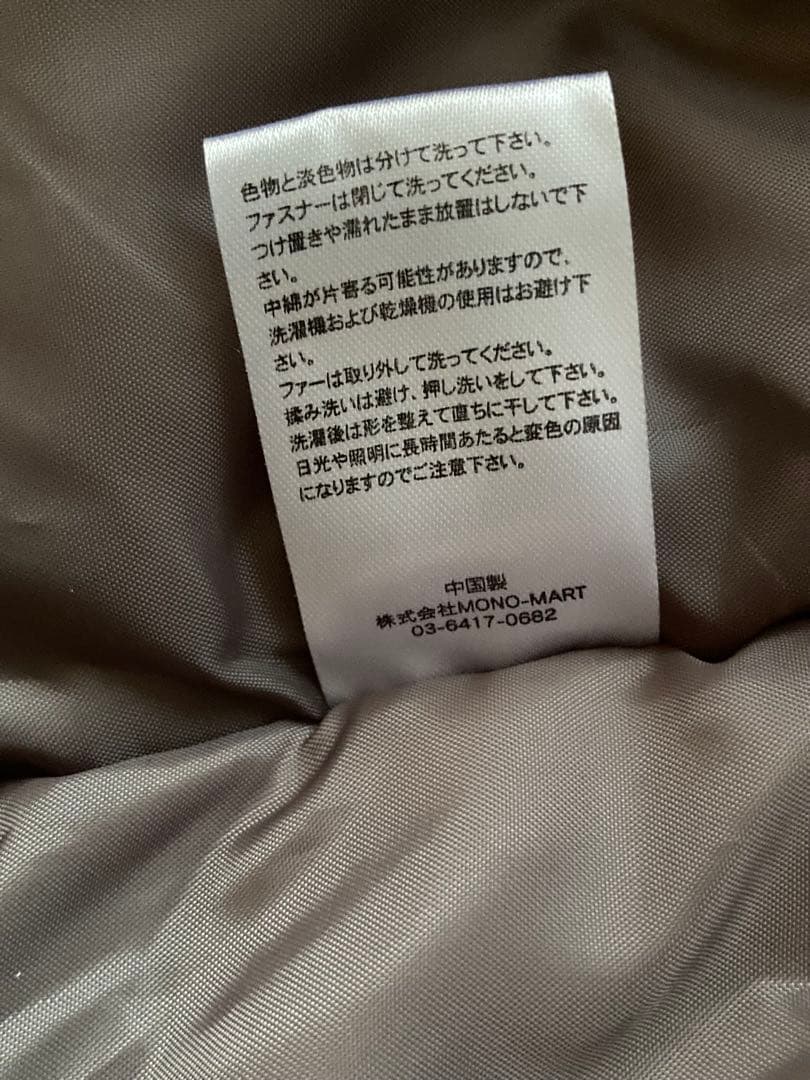 色物と淡色物は分けて洗って下さい。
ファスナーは閉じて洗ってください。
つけ置きや濡れたまま放置はしないで下
さい。
中綿が片寄る可能性がありますので、
洗濯機および乾燥機の使用はお避け下
さい。
ファーは取り外して洗ってください。
揉み洗いは避け、押し洗いをして下さい。
洗濯後は形を整えて直ちに干して下さい。
日光や照明に長時間あたると変色の原因
になりますのでご注意下さい。
中国製
株式会社MONO-MART
03-6417-0682